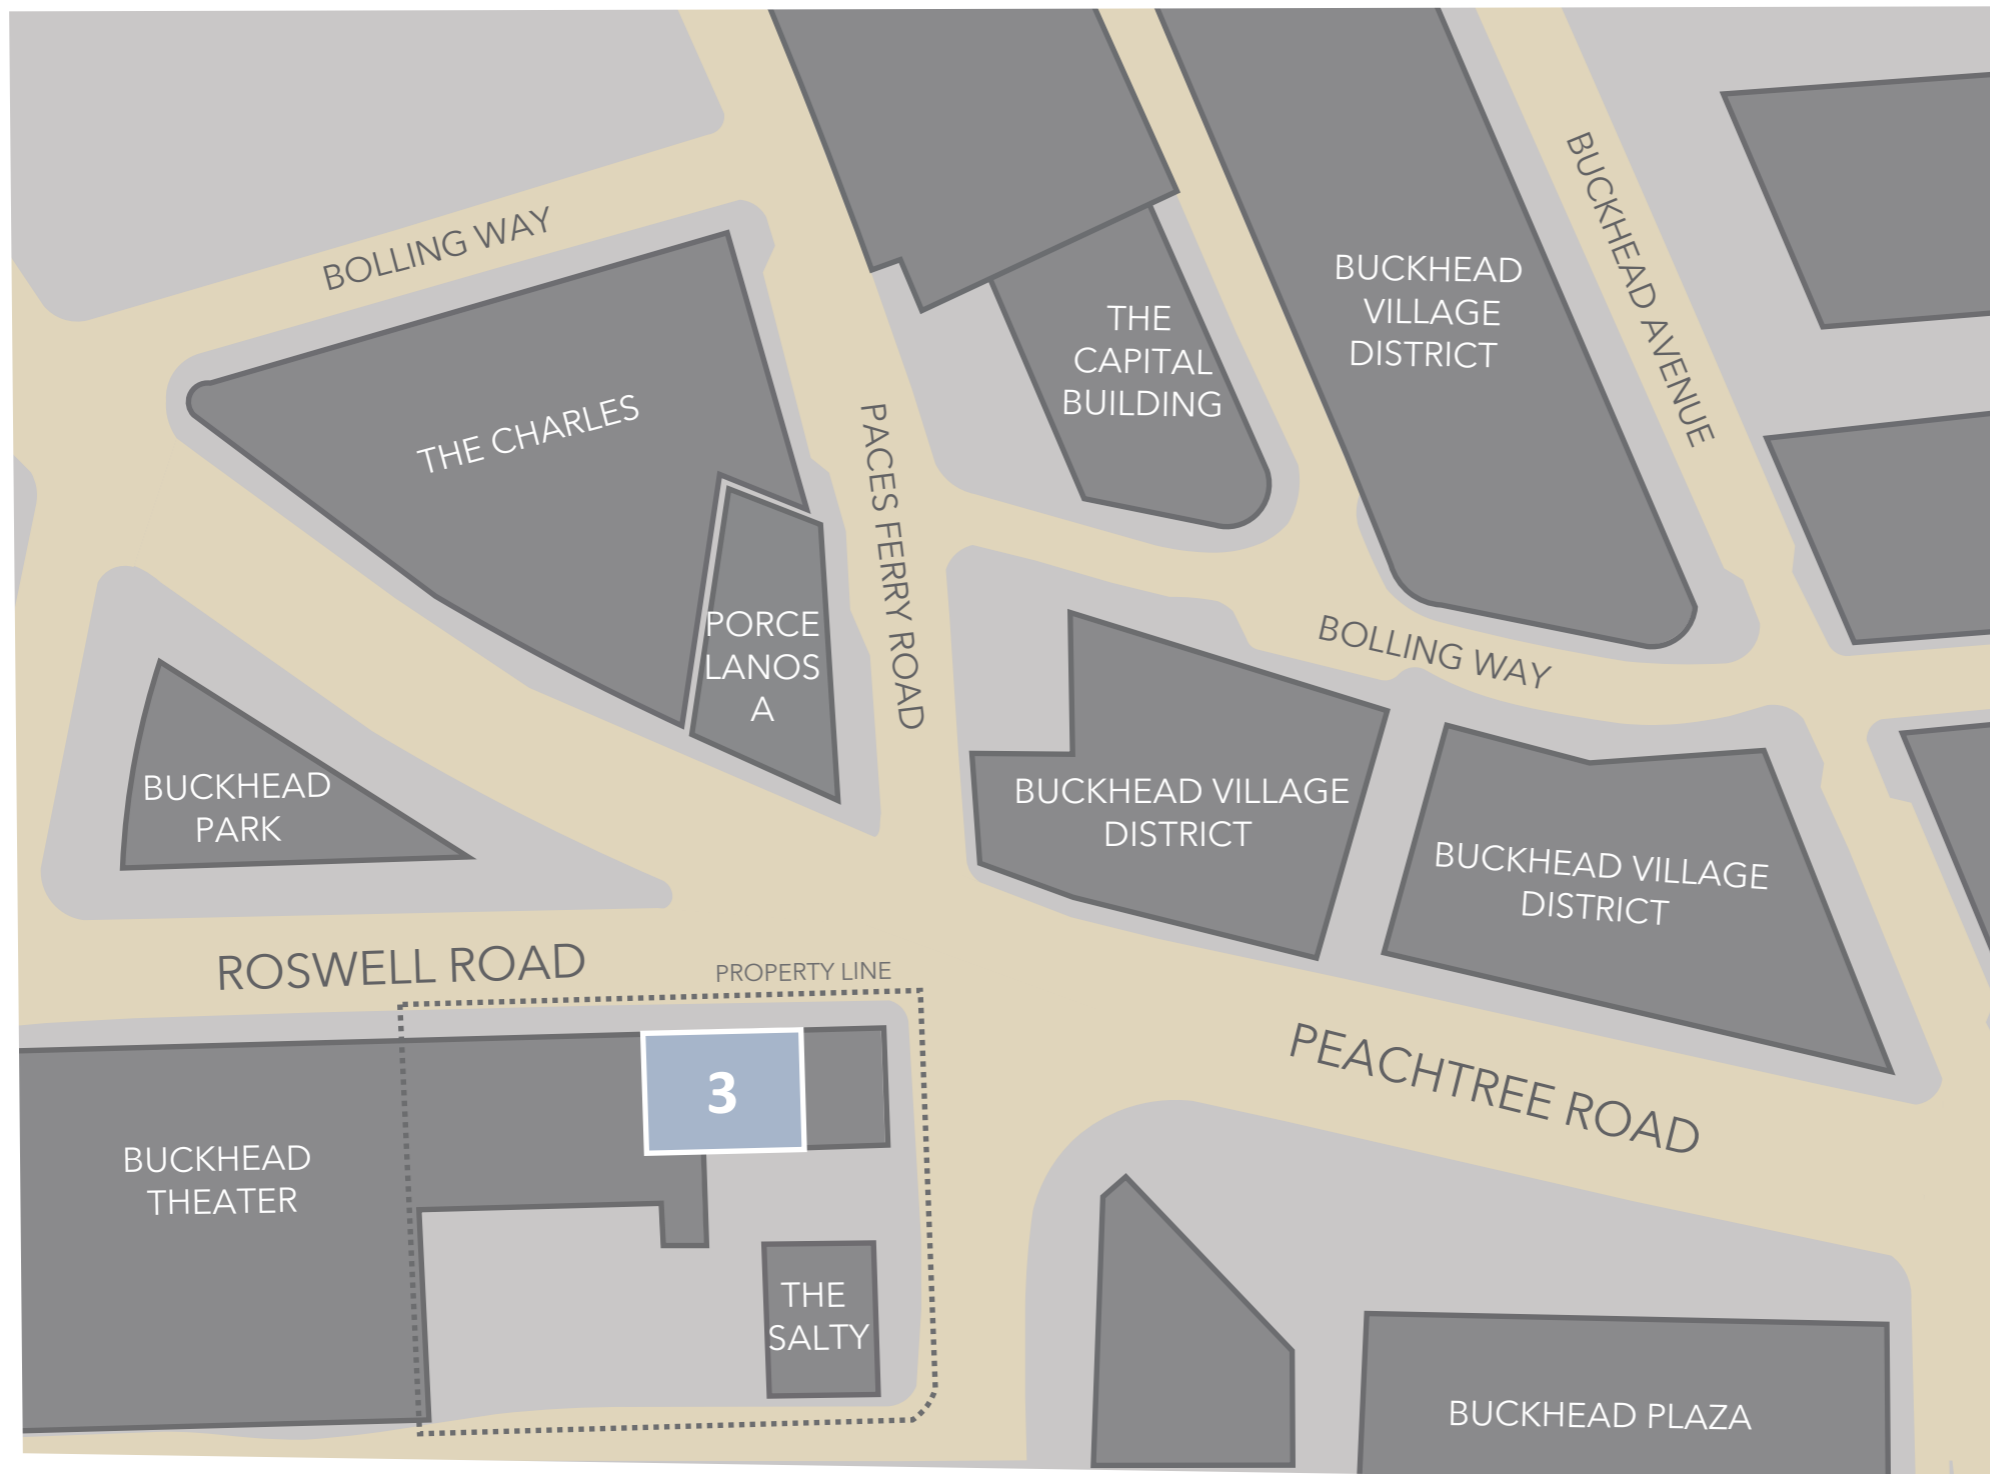 BOLLING WAY
THE CHARLES
PORCE
LANOS
A
PACES FERRY ROAD
THE
CAPITAL
BUILDING
BUCKHEAD
VILLAGE
DISTRICT
BUCKHEAD AVENUE
BOLLING WAY
BUCKHEAD
PARK
BUCKHEAD VILLAGE
DISTRICT
BUCKHEAD VILLAGE
DISTRICT
ROSWELL ROAD
PROPERTY LINE
PEACHTREE ROAD
3
BUCKHEAD
THEATER
THE
SALTY
BUCKHEAD PLAZA